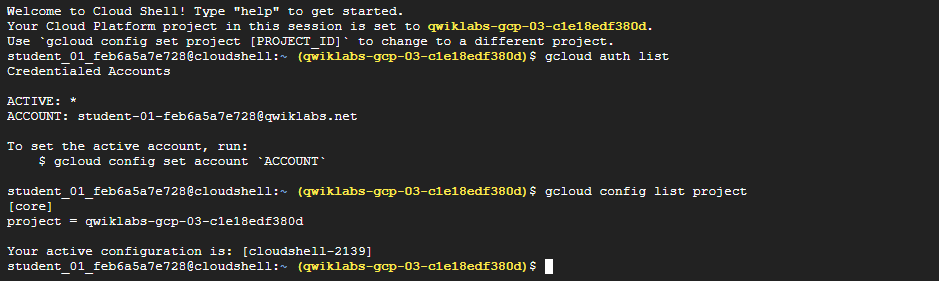 Welcome to Cloud Shell! Type "help" to get started.
Your Cloud Platform project in this session is set to qwiklabs-gcp-03-c1e18edf380d.
Use `gcloud config set project [PROJECT_ID]` to change to a different project.
student_01_feb6a5a7e728@cloudshell:~ (qwiklabs-gcp-03-c1e18edf380d)$ gcloud auth list
Credentialed Accounts

ACTIVE: *
ACCOUNT: student-01-feb6a5a7e728@qwiklabs.net

To set the active account, run:
    $ gcloud config set account `ACCOUNT`

student_01_feb6a5a7e728@cloudshell:~ (qwiklabs-gcp-03-c1e18edf380d)$ gcloud config list project
[core]
project = qwiklabs-gcp-03-c1e18edf380d

Your active configuration is: [cloudshell-2139]
student_01_feb6a5a7e728@cloudshell:~ (qwiklabs-gcp-03-c1e18edf380d)$